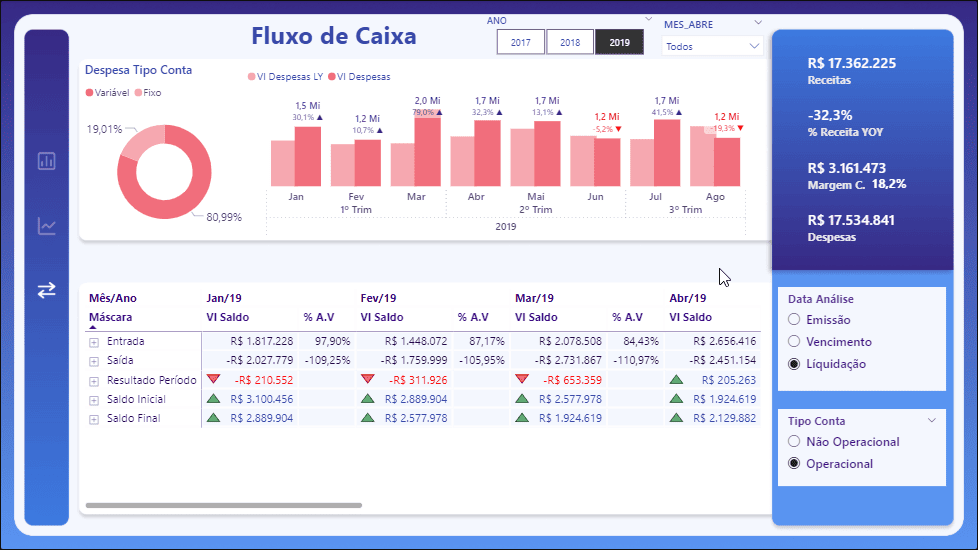 Fluxo de Caixa
ANO
2017 2018 2019
MES_ABRE
Todos
Despesa Tipo Conta
Variável Fixo
19,01%
80,99%
VI Despesas LY VI Despesas
1,5 Mi 1,2 Mi 2,0 Mi 1,7 Mi 1,7 Mi 1,2 Mi 1,7 Mi 1,2 Mi
30,1% ▲ 10,7% ▲ 79,0% ▲ 32,3% ▲ 13,1% ▲ -5,2% ▼ 41,5% ▲ -19,3% ▼
Jan Fev Mar Abr Mai Jun Jul Ago
1º Trim 2º Trim 3º Trim
2019
R$ 17.362.225
Receitas
-32,3%
% Receita YOY
R$ 3.161.473
Margem C. 18,2%
R$ 17.534.841
Despesas
Mês/Ano Jan/19 Fev/19 Mar/19 Abr/19
Máscara VI Saldo % A.V VI Saldo % A.V VI Saldo % A.V VI Saldo
Entrada R$ 1.817.228 97,90% R$ 1.448.072 87,17% R$ 2.078.508 84,43% R$ 2.656.416
Saída -R$ 2.027.779 -109,25% -R$ 1.759.999 -105,95% -R$ 2.731.867 -110,97% -R$ 2.451.154
Resultado Período -R$ 210.552 -R$ 311.926 -R$ 653.359 R$ 205.263
Saldo Inicial R$ 3.100.456 R$ 2.889.904 R$ 2.577.978 R$ 1.924.619
Saldo Final R$ 2.889.904 R$ 2.577.978 R$ 1.924.619 R$ 2.129.882
Data Análise
Emissão
Vencimento
Líquidação
Tipo Conta
Não Operacional
Operacional